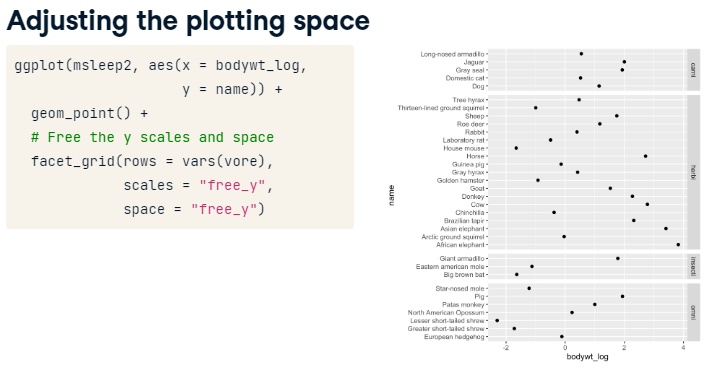 Adjusting the plotting space
ggplot(msleep2, aes(x = bodywt_log,
y = name)) +
geom_point() +
# Free the y scales and space
facet_grid(rows = vars(vore),
scales = "free_y",
space = "free_y")
name
Long-nosed armadillo
Jaguar
Gray seal
Domestic cat
Dog
carni
Tree hyrax
Thirteen-lined ground squirrel
Sheep
Roe deer
Rabbit
Laboratory rat
House mouse
Horse
Guinea pig
Gray hyrax
Golden hamster
Goat
Donkey
Cow
Chinchilla
Brazilian tapir
Asian elephant
Arctic ground squirrel
African elephant
herbi
Giant armadillo
Eastern american mole
Big brown bat
insecti
Star-nosed mole
Pig
Patas monkey
North American Opossum
Lesser short-tailed shrew
Greater short-tailed shrew
European hedgehog
omni
-2 0 2 4
bodywt_log